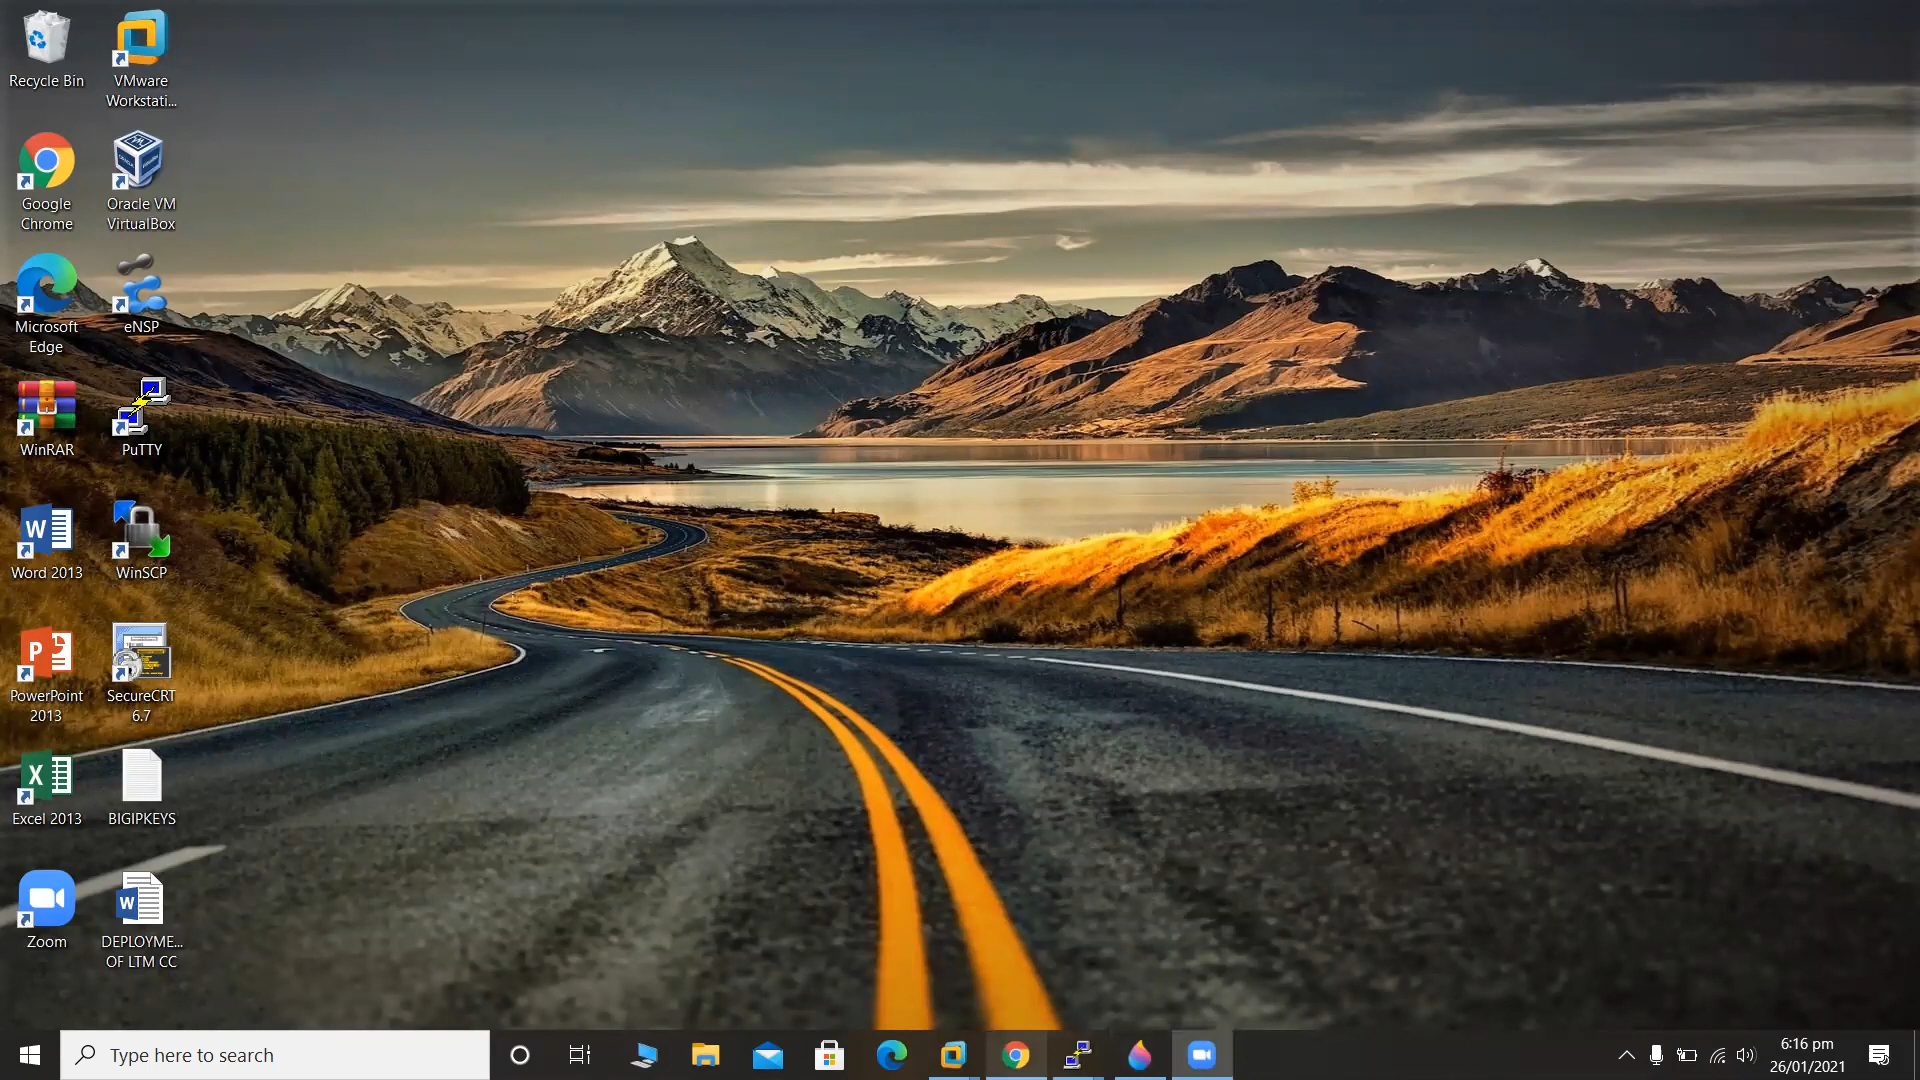 Recycle Bin
VMware
Workstati...
Google
Chrome
Oracle VM
VirtualBox
Microsoft
Edge
eNSP
WinRAR
PuTTY
Word 2013
WinSCP
PowerPoint
2013
SecureCRT
6.7
Excel 2013
BIGIPKEYS
Zoom
DEPLOYME...
OF LTM CC
Type here to search
6:16 pm
26/01/2021